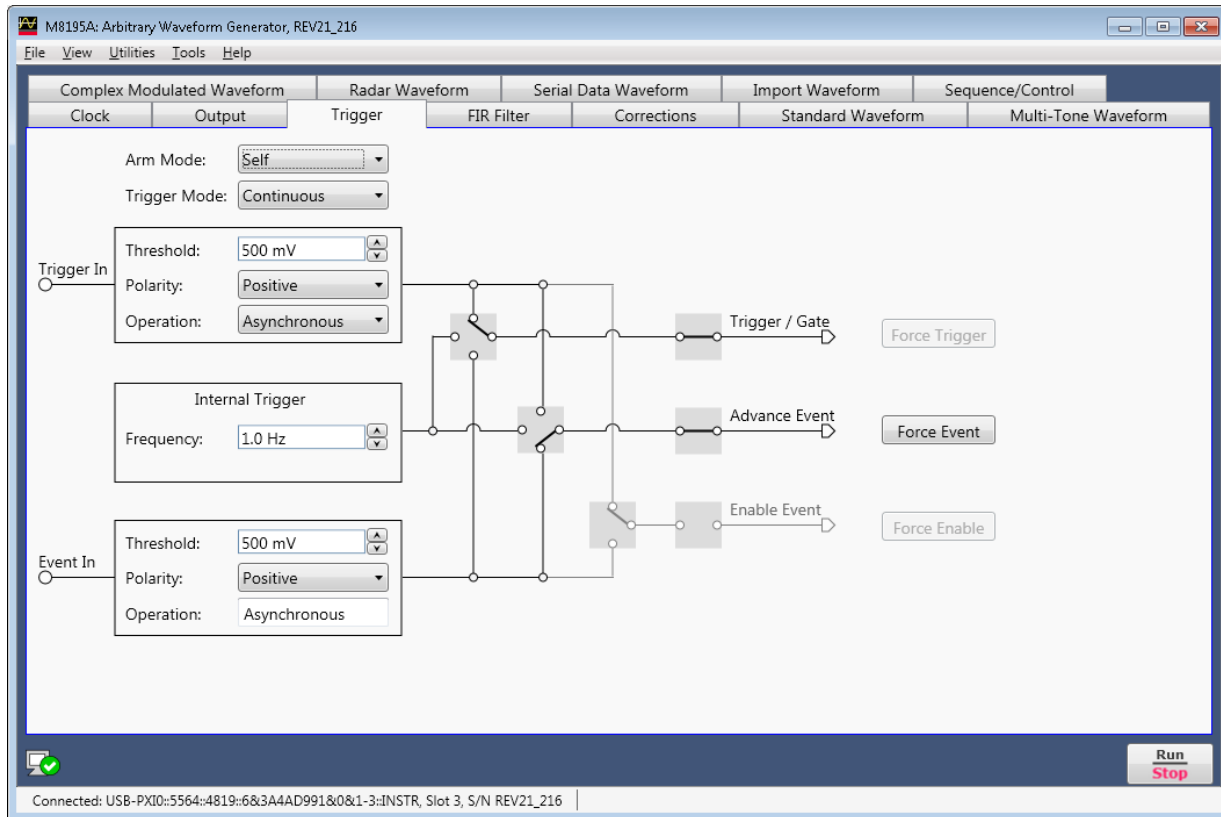 M8195A: Arbitrary Waveform Generator, REV21_216
File View Utilities Tools Help
Complex Modulated Waveform Radar Waveform Serial Data Waveform Import Waveform Sequence/Control
Clock Output Trigger FIR Filter Corrections Standard Waveform Multi-Tone Waveform
Arm Mode: Self
Trigger Mode: Continuous
Trigger In
Threshold: 500 mV
Polarity: Positive
Operation: Asynchronous
Trigger / Gate
Force Trigger
Internal Trigger
Frequency: 1.0 Hz
Advance Event
Force Event
Enable Event
Force Enable
Event In
Threshold: 500 mV
Polarity: Positive
Operation: Asynchronous
Run
Stop
Connected: USB-PXI0::5564::4819::6&3A4AD991&0&1-3::INSTR, Slot 3, S/N REV21_216